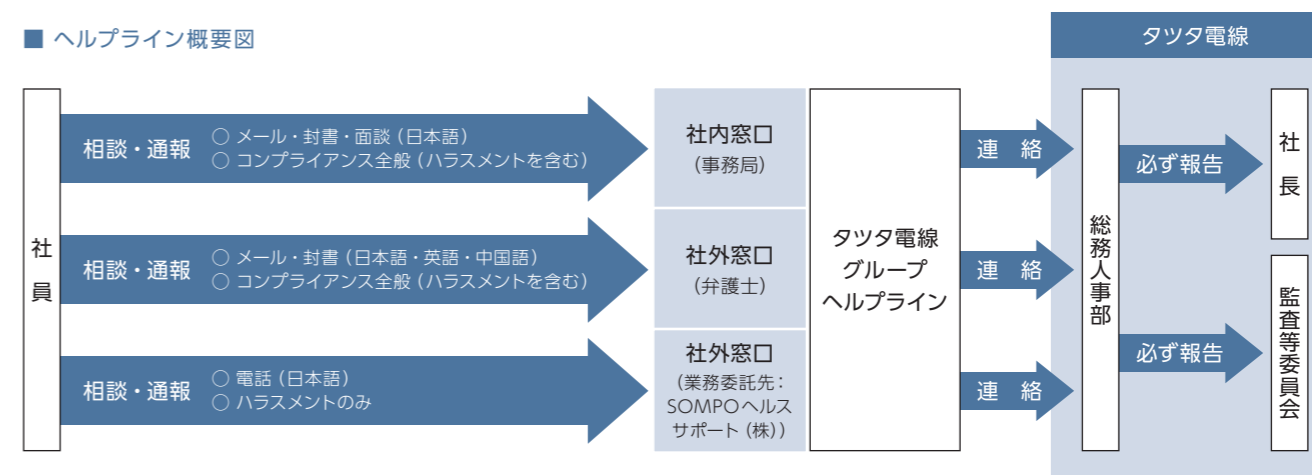 ■ ヘルプライン概要図
タツタ電線
社員
相談・通報
○ メール・封書・面談（日本語）
○ コンプライアンス全般（ハラスメントを含む）
社内窓口
（事務局）
相談・通報
○ メール・封書（日本語・英語・中国語）
○ コンプライアンス全般（ハラスメントを含む）
社外窓口
（弁護士）
相談・通報
○ 電話（日本語）
○ ハラスメントのみ
社外窓口
（業務委託先：
SOMPOヘルス
サポート（株））
タツタ電線
グループ
ヘルプライン
連 絡
連 絡
連 絡
総務人事部
必ず報告
社長
必ず報告
監査等委員会